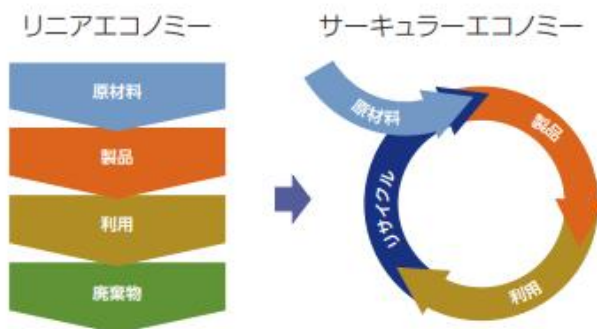 リニアエコノミー
原材料
製品
利用
廃棄物
サーキュラーエコノミー
原材料
製品
利用
リサイクル